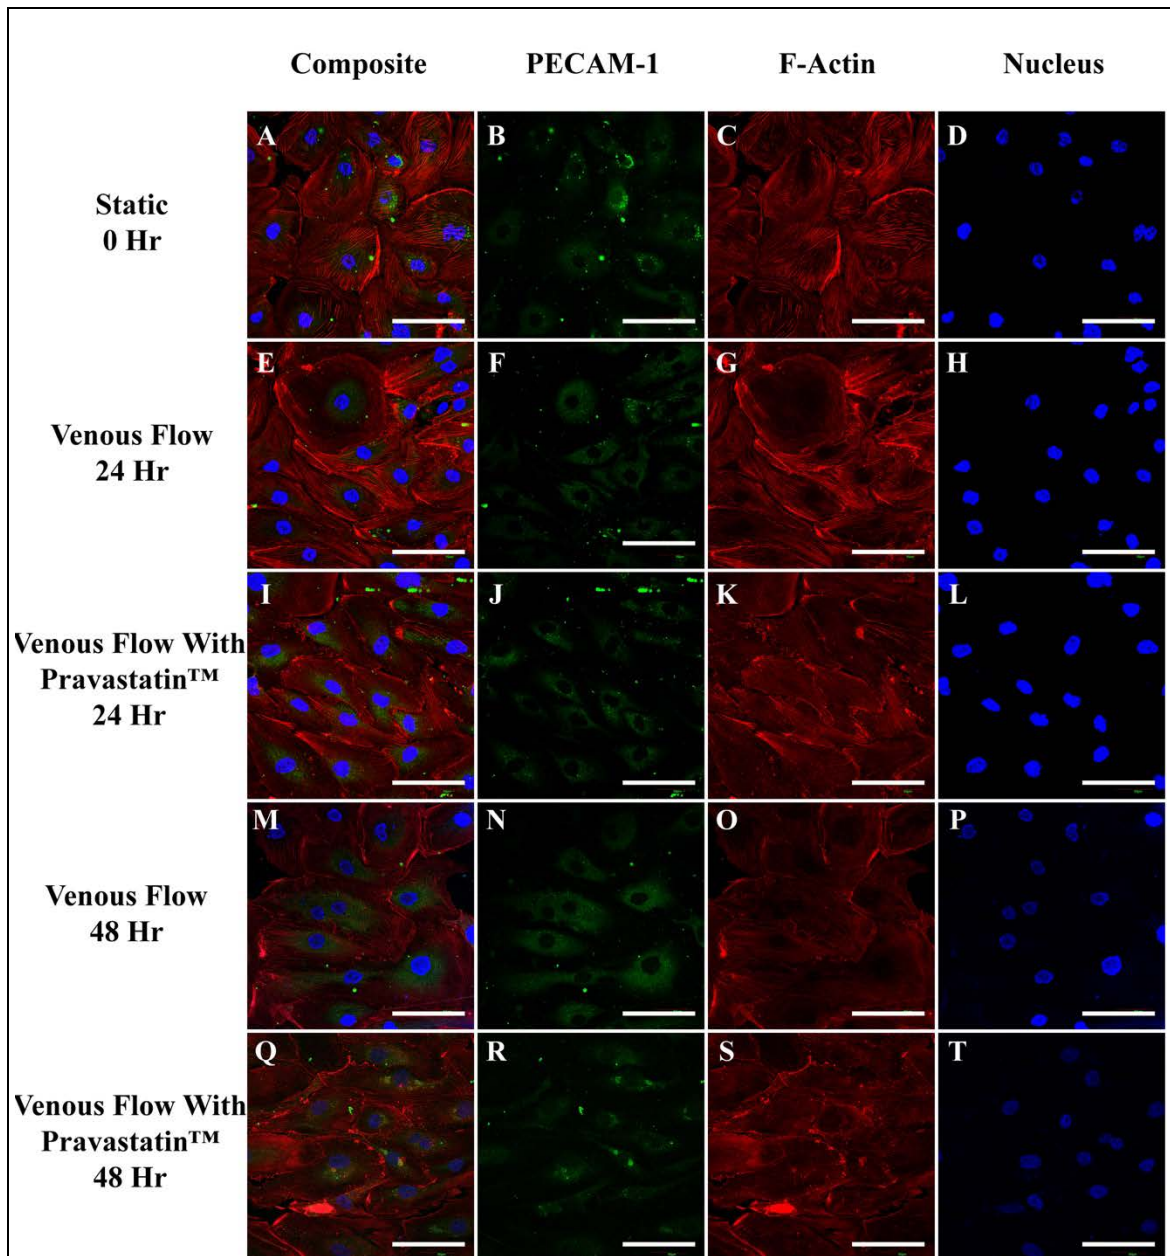 Composite PECAM-1 F-Actin Nucleus
A B C D
Static
0 Hr
E F G H
Venous Flow
24 Hr
I J K L
Venous Flow With
Pravastatin™
24 Hr
M N O P
Venous Flow
48 Hr
Q R S T
Venous Flow With
Pravastatin™
48 Hr